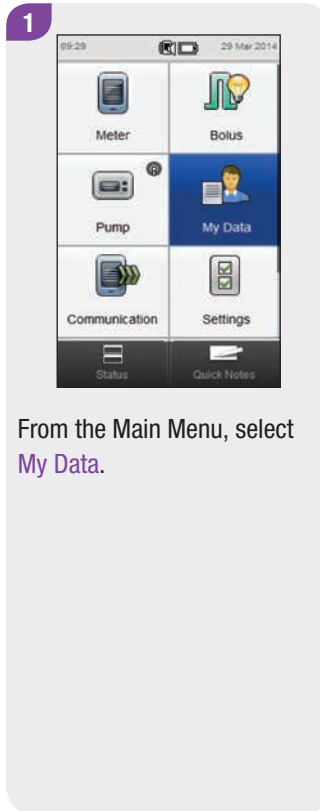 1
09:29 29 Mar 2014
Meter Bolus
Pump My Data
Communication Settings
Status Quick Notes
From the Main Menu, select
My Data.